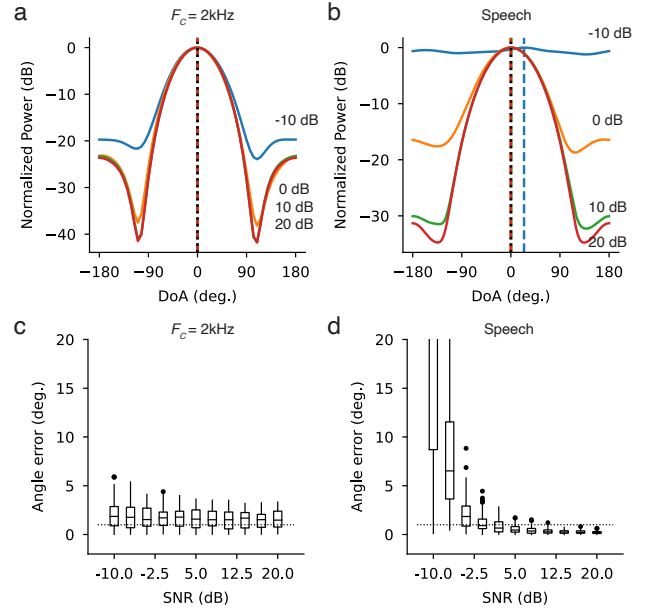 a
F_c = 2kHz
0
−10
−20
−30
−40
Normalized Power (dB)
-10 dB
0 dB
10 dB
20 dB
−180 −90 0 90 180
DoA (deg.)
b
Speech
0
−10
−20
−30
Normalized Power (dB)
-10 dB
0 dB
10 dB
20 dB
−180 −90 0 90 180
DoA (deg.)
c
F_c = 2kHz
20
15
10
5
0
Angle error (deg.)
-10.0 -2.5 5.0 12.5 20.0
SNR (dB)
d
Speech
20
15
10
5
0
Angle error (deg.)
-10.0 -2.5 5.0 12.5 20.0
SNR (dB)